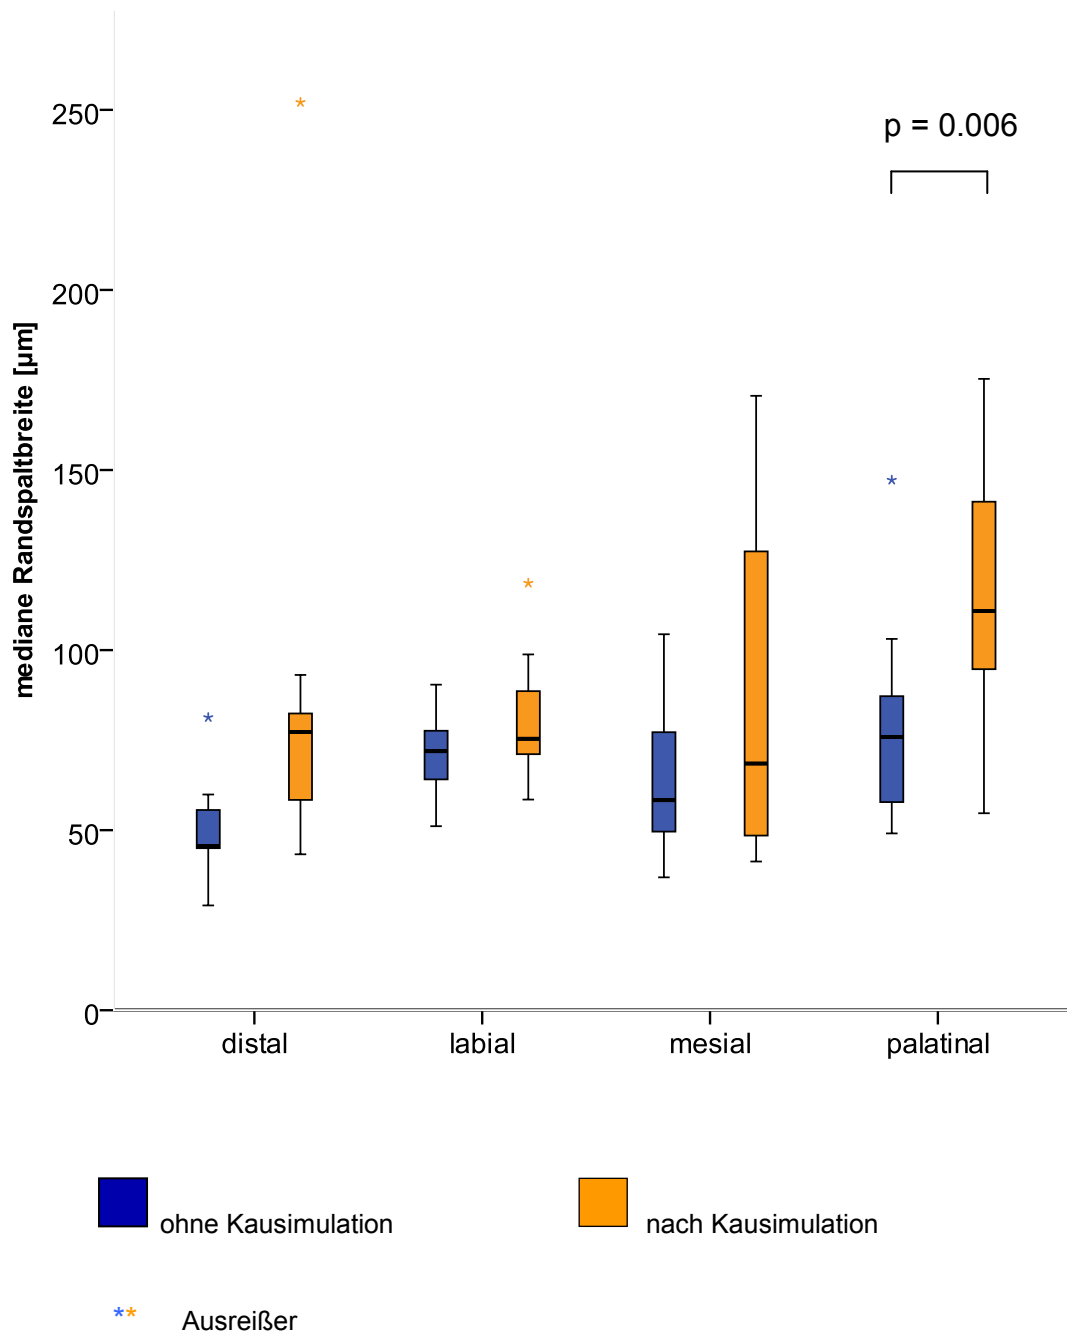 p = 0.006
mediane Randspaltbreite [µm]
250
200
150
100
50
0
distal labial mesial palatinal
ohne Kausimulation nach Kausimulation
** Ausreißer